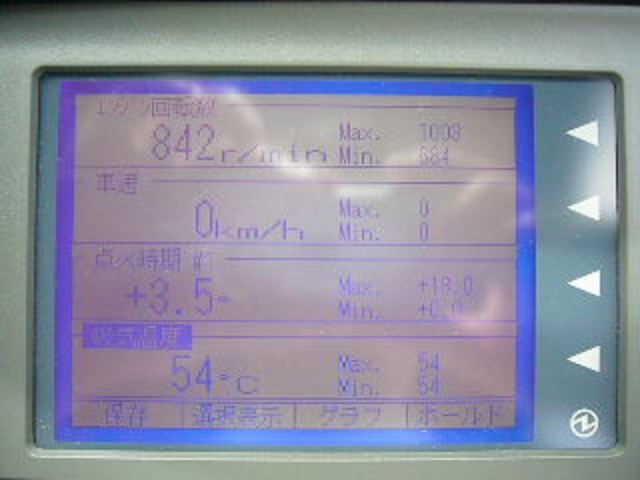 エンジン回転数
842r/min Max. 1008
Min. 684
車速
0km/h Max. 0
Min. 0
点火時期 #1
+3.5° Max. +18.0
Min. +0.0
吸気温度
54°C Max. 54
Min. 54
保存 選択表示 グラフ ホールド